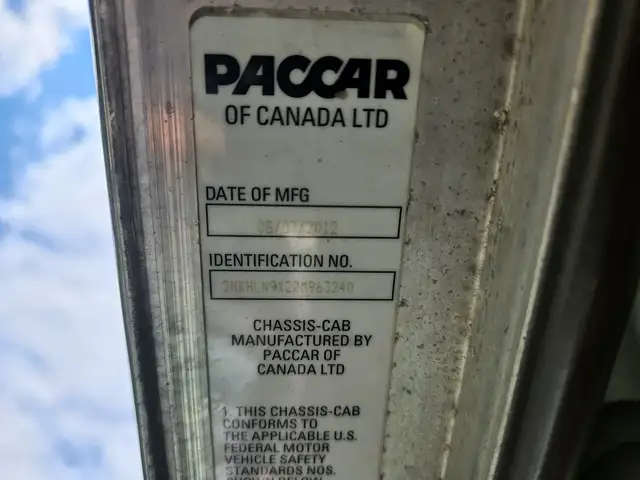 PACCAR
OF CANADA LTD
DATE OF MFG
IDENTIFICATION NO.
CHASSIS-CAB
MANUFACTURED BY
PACCAR OF
CANADA LTD
1. THIS CHASSIS-CAB
CONFORMS TO
THE APPLICABLE U.S.
FEDERAL MOTOR
VEHICLE SAFETY
STANDARDS NOS.